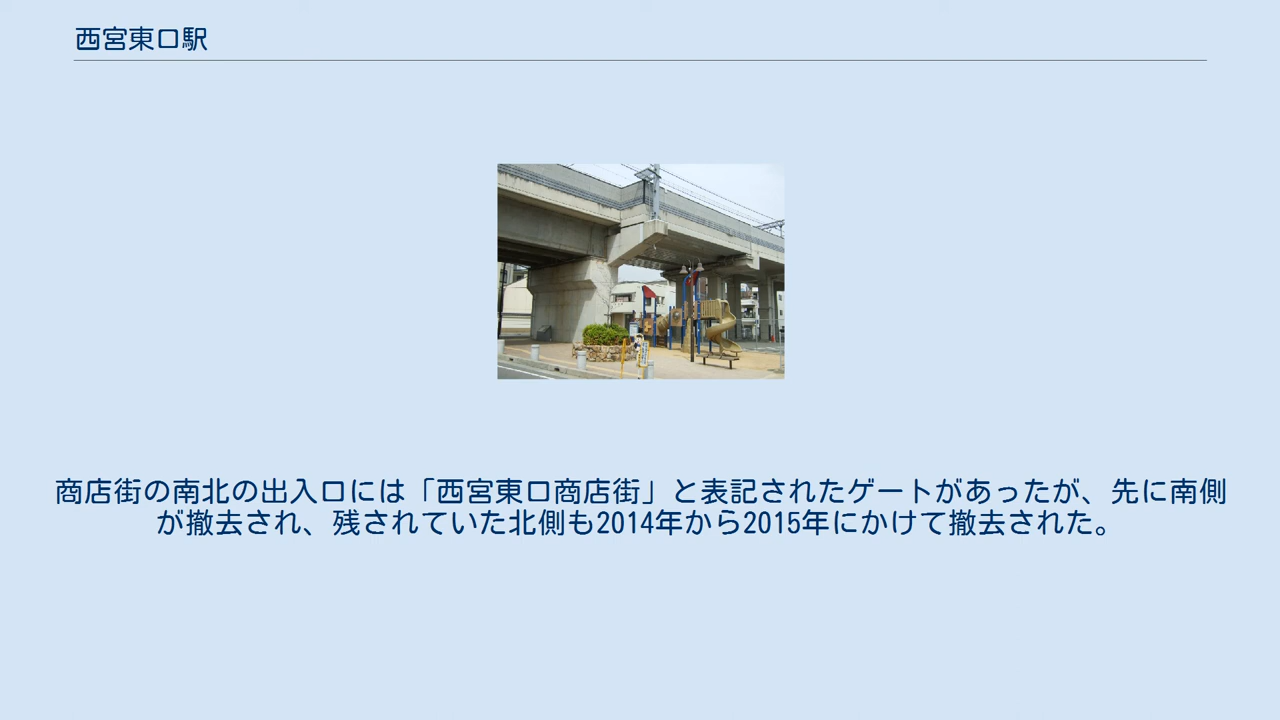 西宮東口駅
商店街の南北の出入口には「西宮東口商店街」と表記されたゲートがあったが、先に南側
が撤去され、残されていた北側も2014年から2015年にかけて撤去された。